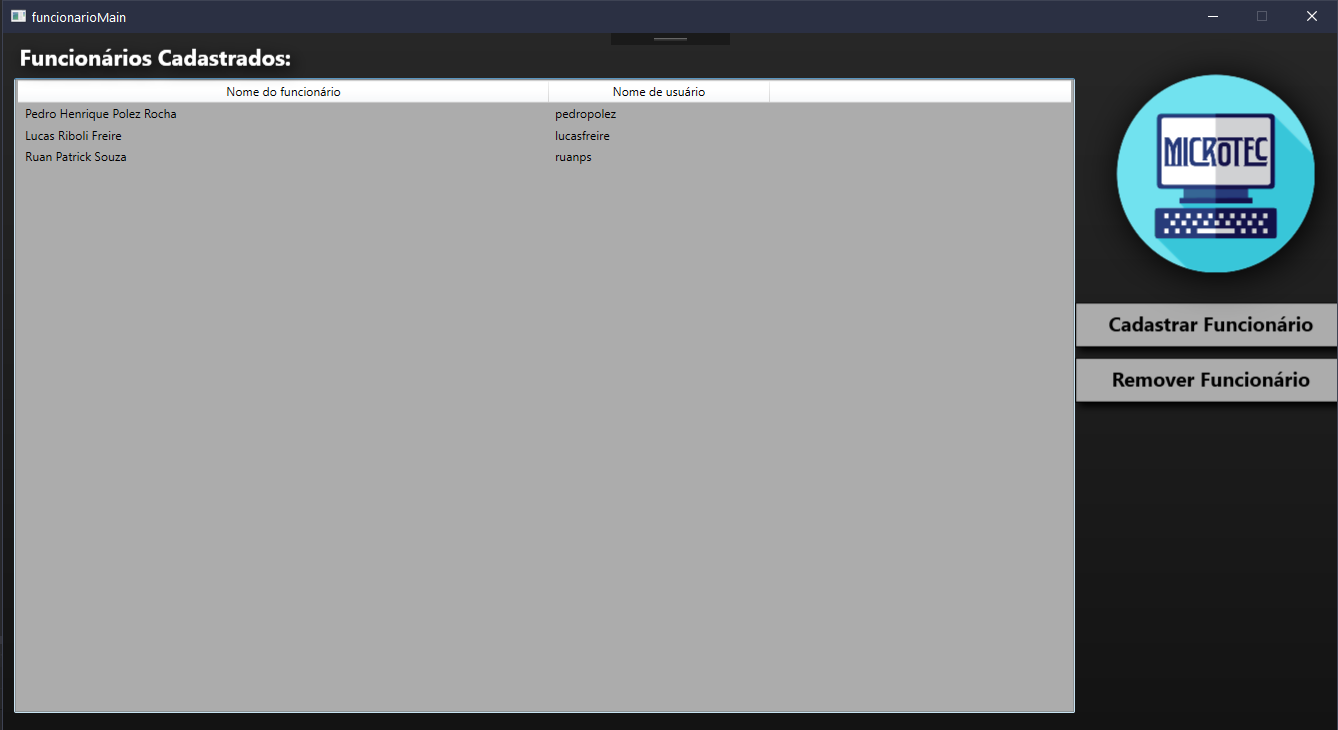 funcionarioMain
Funcionários Cadastrados:
Nome do funcionário Nome de usuário
Pedro Henrique Polez Rocha pedropolez
Lucas Riboli Freire lucasfreire
Ruan Patrick Souza ruanps
MICROTEC
Cadastrar Funcionário
Remover Funcionário